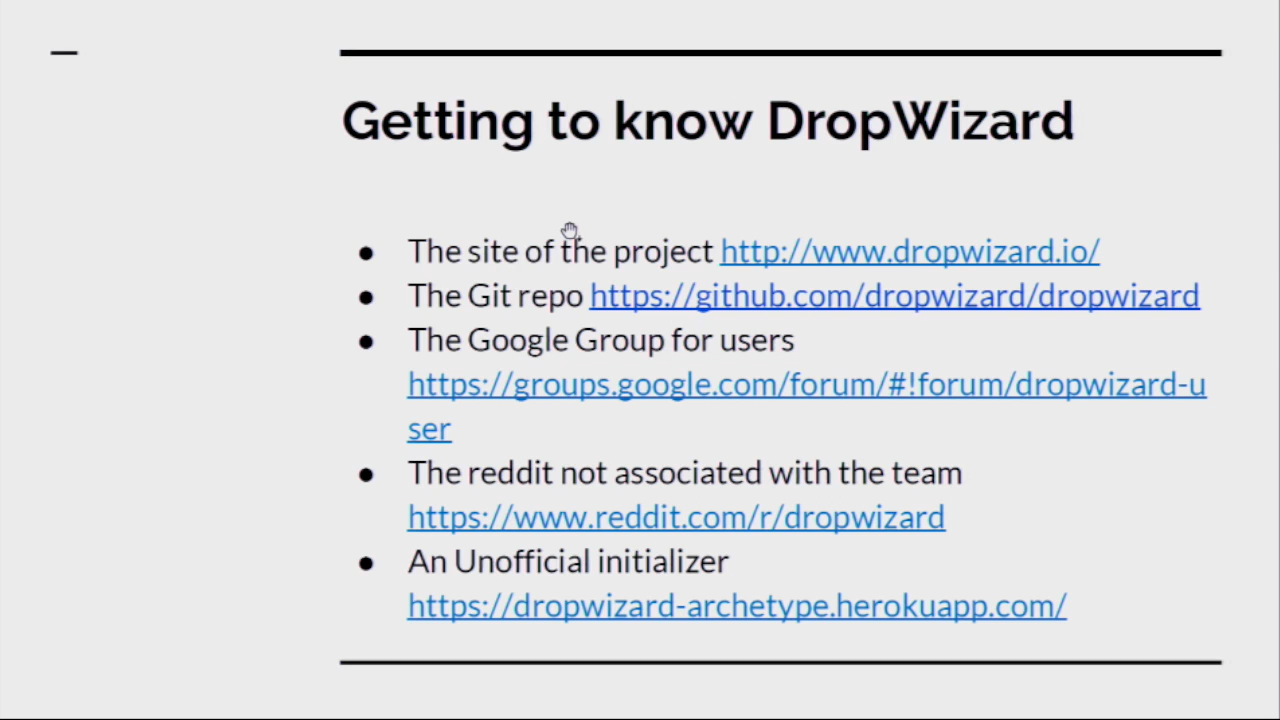 Getting to know DropWizard
● The site of the project http://www.dropwizard.io/
● The Git repo https://github.com/dropwizard/dropwizard
● The Google Group for users
https://groups.google.com/forum/#!forum/dropwizard-u
ser
● The reddit not associated with the team
https://www.reddit.com/r/dropwizard
● An Unofficial initializer
https://dropwizard-archetype.herokuapp.com/